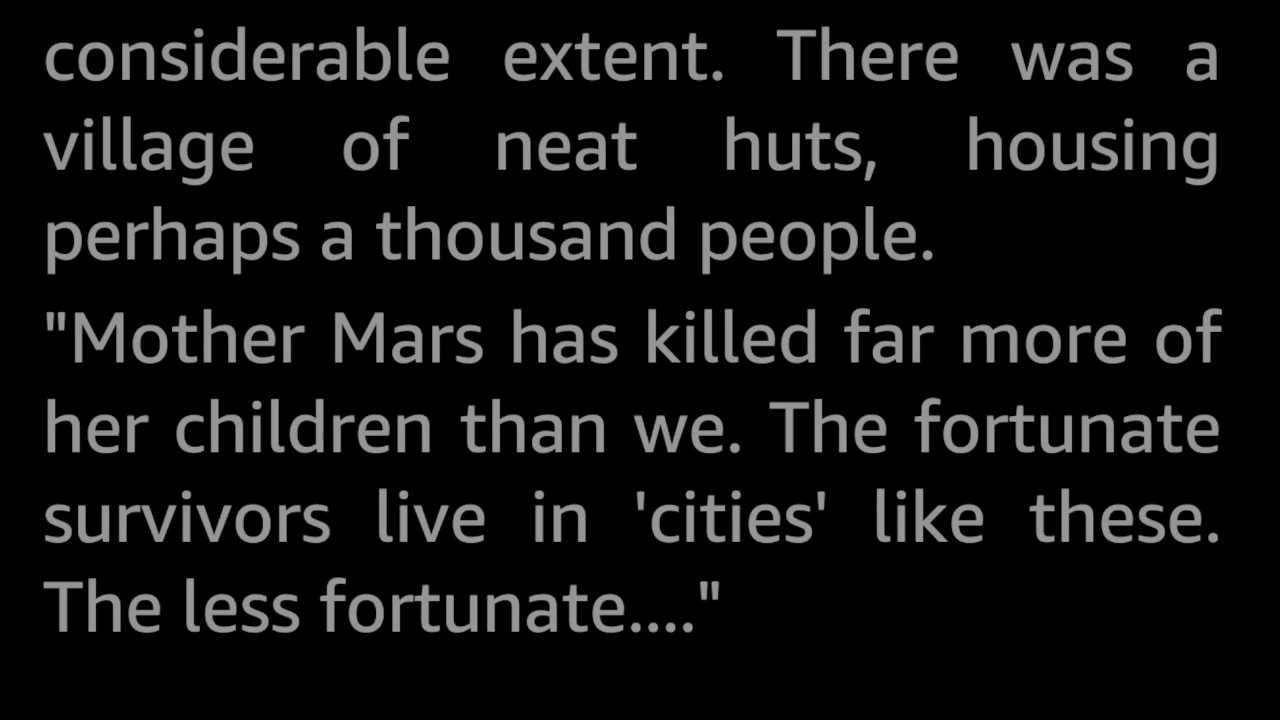 considerable extent. There was a
village of neat huts, housing
perhaps a thousand people.
"Mother Mars has killed far more of
her children than we. The fortunate
survivors live in 'cities' like these.
The less fortunate...."